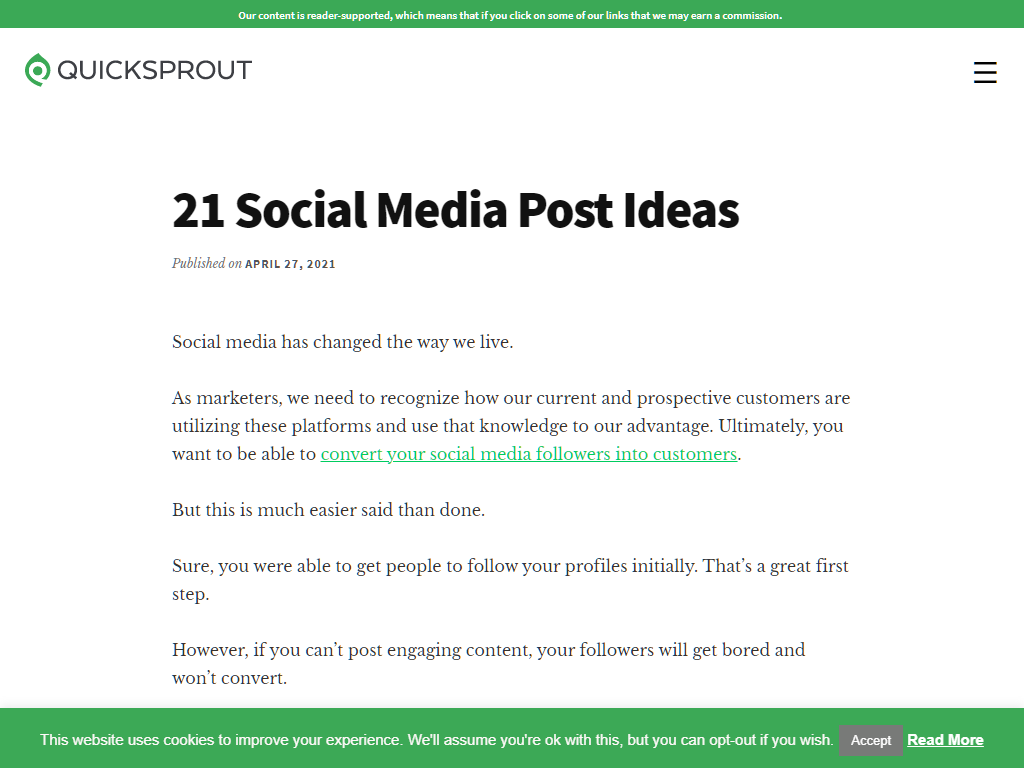 Our content is reader-supported, which means that if you click on some of our links that we may earn a commission.
QUICKSPROUT
21 Social Media Post Ideas
Published on APRIL 27, 2021
Social media has changed the way we live.
As marketers, we need to recognize how our current and prospective customers are
utilizing these platforms and use that knowledge to our advantage. Ultimately, you
want to be able to convert your social media followers into customers.
But this is much easier said than done.
Sure, you were able to get people to follow your profiles initially. That’s a great first
step.
However, if you can’t post engaging content, your followers will get bored and
won’t convert.
This website uses cookies to improve your experience. We'll assume you're ok with this, but you can opt-out if you wish. Accept Read More